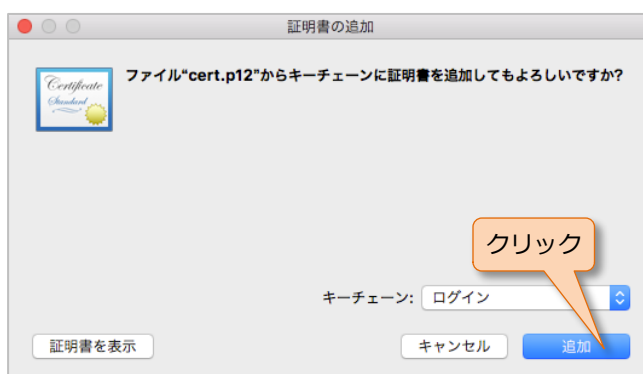 証明書の追加
Certificate
Standard
ファイル“cert.p12”からキーチェーンに証明書を追加してもよろしいですか?
クリック
キーチェーン: ログイン
証明書を表示 キャンセル 追加